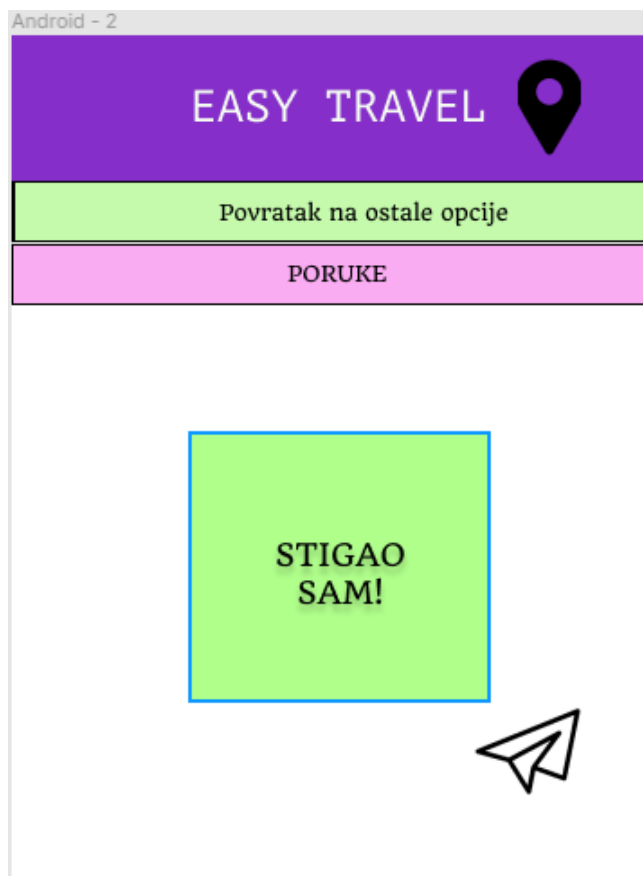 Android - 2
EASY TRAVEL
Povratak na ostale opcije
PORUKE
STIGAO
SAM!